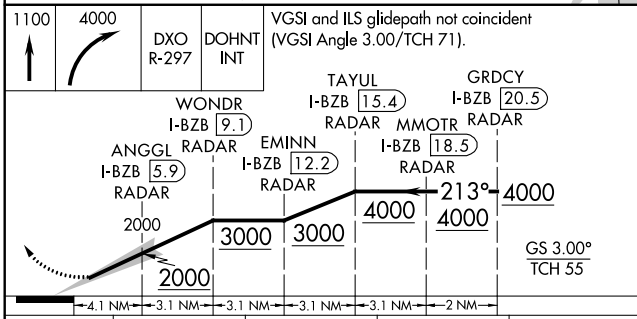 1100
4000
DXO
R-297
DOHNT
INT
VGSI and ILS glidepath not coincident
(VGSI Angle 3.00/TCH 71).
GRDCY
I-BZB 20.5
RADAR
TAYUL
I-BZB 15.4
RADAR
MMOTR
I-BZB 18.5
RADAR
WONDR
I-BZB 9.1
RADAR
EMINN
I-BZB 12.2
RADAR
ANGGL
I-BZB 5.9
RADAR
2000
2000
3000
3000
4000
213°
4000
4000
GS 3.00°
TCH 55
4.1 NM
3.1 NM
3.1 NM
3.1 NM
3.1 NM
2 NM